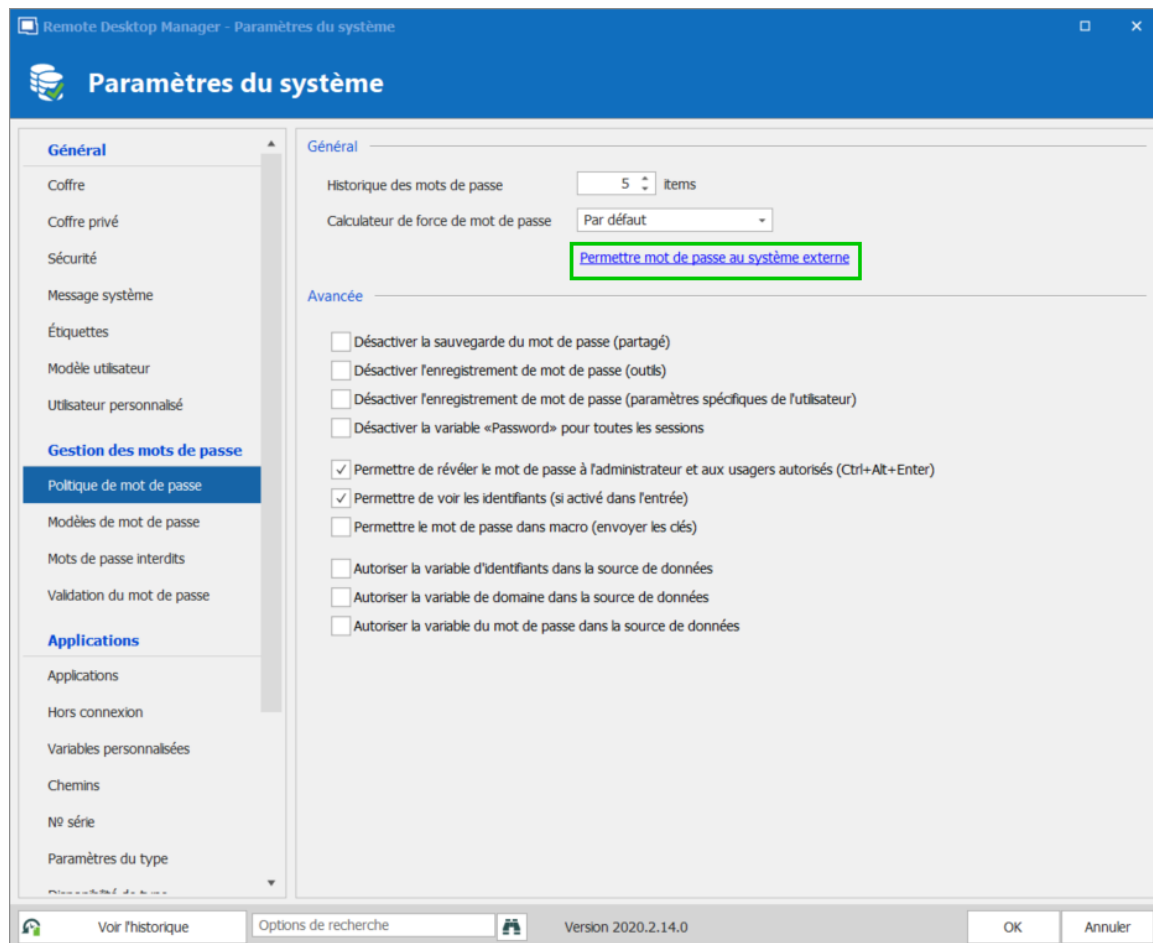 Remote Desktop Manager - Paramètres du système
Paramètres du système
Général
Coffre
Coffre privé
Sécurité
Message système
Étiquettes
Modèle utilisateur
Utilisateur personnalisé
Gestion des mots de passe
Politique de mot de passe
Modèles de mot de passe
Mots de passe interdits
Validation du mot de passe
Applications
Applications
Hors connexion
Variables personnalisées
Chemins
Nº série
Paramètres du type
Général
Historique des mots de passe 5 items
Calculateur de force de mot de passe Par défaut
Permettre mot de passe au système externe
Avancée
Désactiver la sauvegarde du mot de passe (partagé)
Désactiver l'enregistrement de mot de passe (outils)
Désactiver l'enregistrement de mot de passe (paramètres spécifiques de l'utilisateur)
Désactiver la variable «Password» pour toutes les sessions
Permettre de révéler le mot de passe à l'administrateur et aux usagers autorisés (Ctrl+Alt+Enter)
Permettre de voir les identifiants (si activé dans l'entrée)
Permettre le mot de passe dans macro (envoyer les clés)
Autoriser la variable d'identifiants dans la source de données
Autoriser la variable de domaine dans la source de données
Autoriser la variable du mot de passe dans la source de données
Voir l'historique Options de recherche Version 2020.2.14.0 OK Annuler